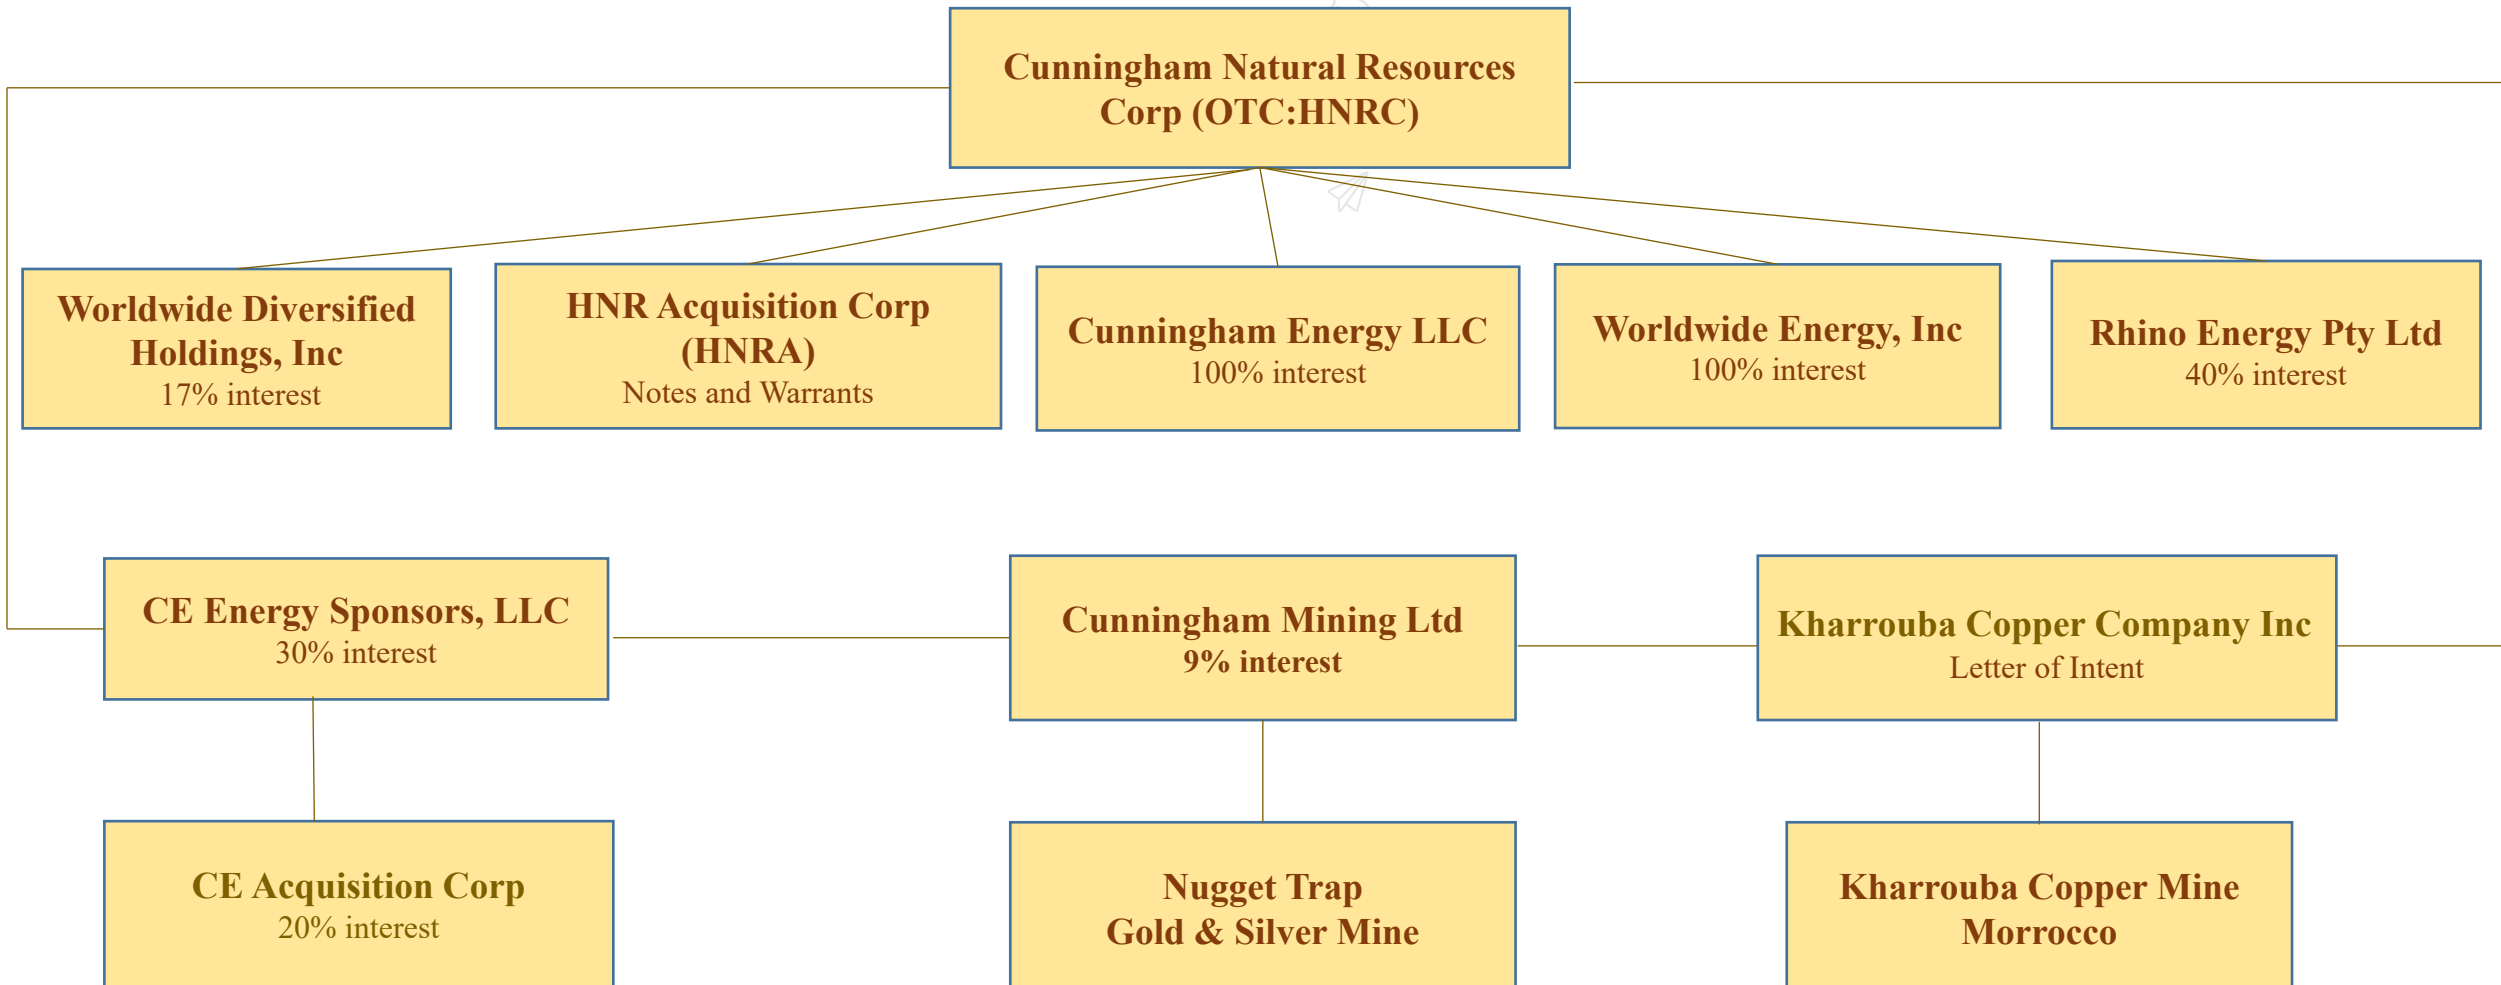 Cunningham Natural Resources
Corp (OTC:HNRC)
Worldwide Diversified
Holdings, Inc
17% interest
HNR Acquisition Corp
(HNRA)
Notes and Warrants
Cunningham Energy LLC
100% interest
Worldwide Energy, Inc
100% interest
Rhino Energy Pty Ltd
40% interest
CE Energy Sponsors, LLC
30% interest
Cunningham Mining Ltd
9% interest
Kharrouba Copper Company Inc
Letter of Intent
CE Acquisition Corp
20% interest
Nugget Trap
Gold & Silver Mine
Kharrouba Copper Mine
Morrocco